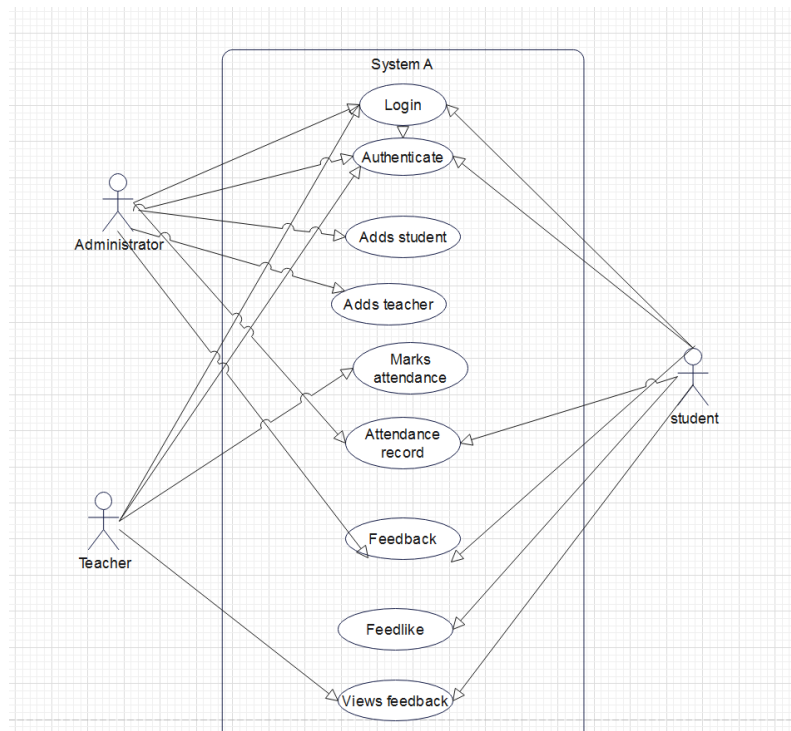 System A
Login
Authenticate
Administrator
Adds student
Adds teacher
Marks
attendance
student
Attendance
record
Teacher
Feedback
Feedlike
Views feedback